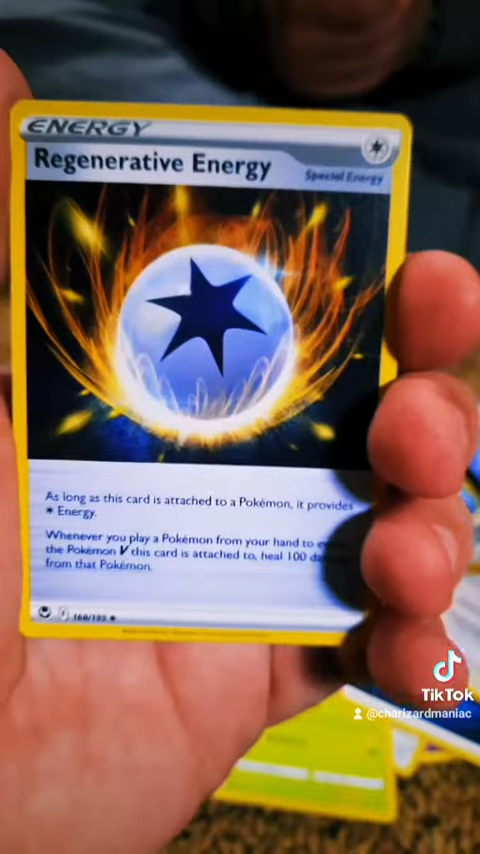 ENERGY
Regenerative Energy
Special Energy
As long as this card is attached to a Pokémon, it provides
Energy.
Whenever you play a Pokémon from your hand to
the Pokémon V this card is attached to, heal 100
from that Pokémon.
TikTok
@charizardmaniac